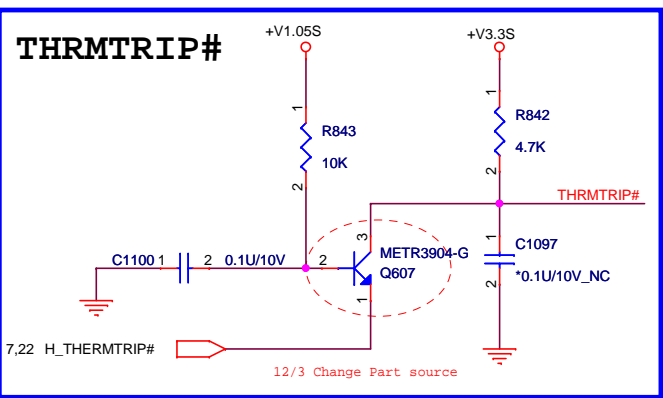 THRMTRIP#
+V1.05S
+V3.3S
1
R843
10K
2
1
R842
4.7K
2
THRMTRIP#
C1100 1
2
0.1U/10V
2
3
METR3904-G
Q607
1
1
C1097
*0.1U/10V_NC
2
7,22 H_THERMTRIP#
12/3 Change Part source